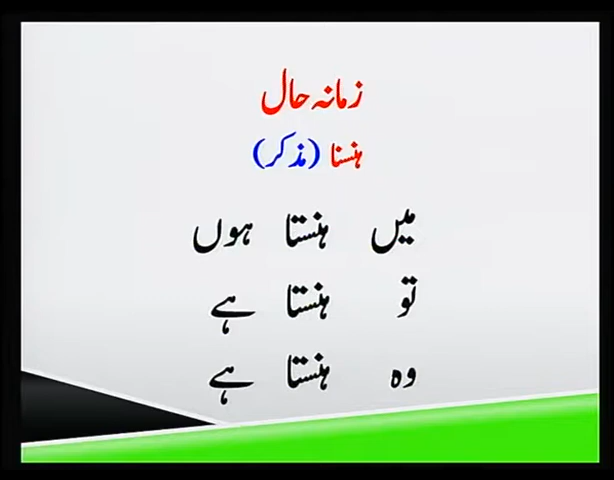 زمانہ حال
ہنسنا (مذکر)
میں ہنستا ہوں
تو ہنستا ہے
وہ ہنستا ہے